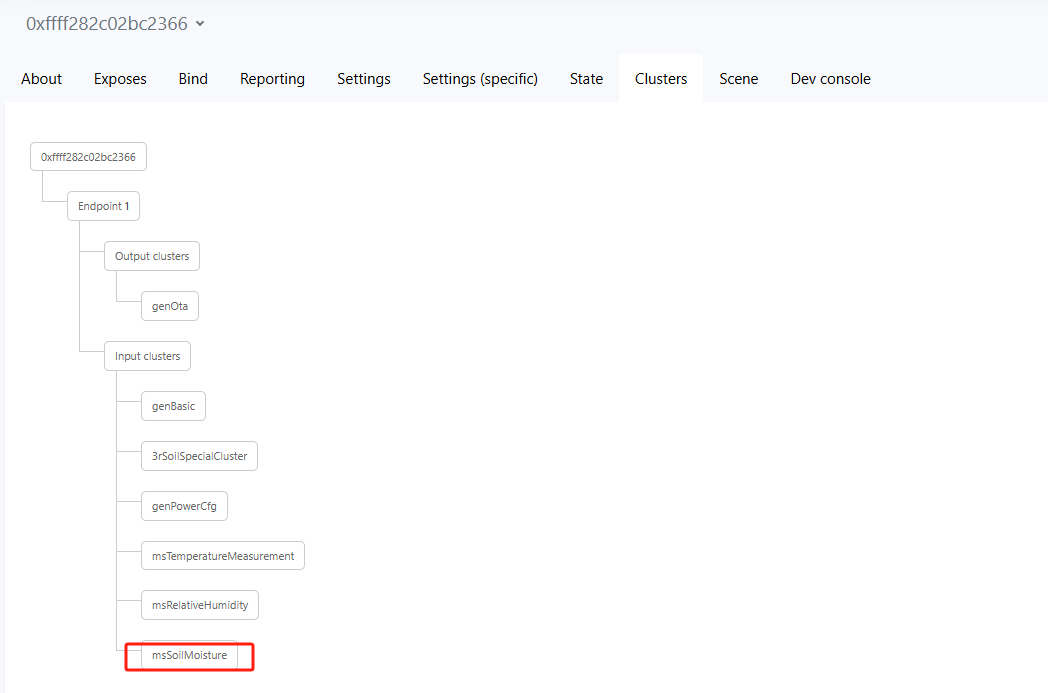 0xffff282c02bc2366
About Exposes Bind Reporting Settings Settings (specific) State Clusters Scene Dev console
0xffff282c02bc2366
Endpoint 1
Output clusters
genOta
Input clusters
genBasic
3rSoilSpecialCluster
genPowerCfg
msTemperatureMeasurement
msRelativeHumidity
msSoilMoisture